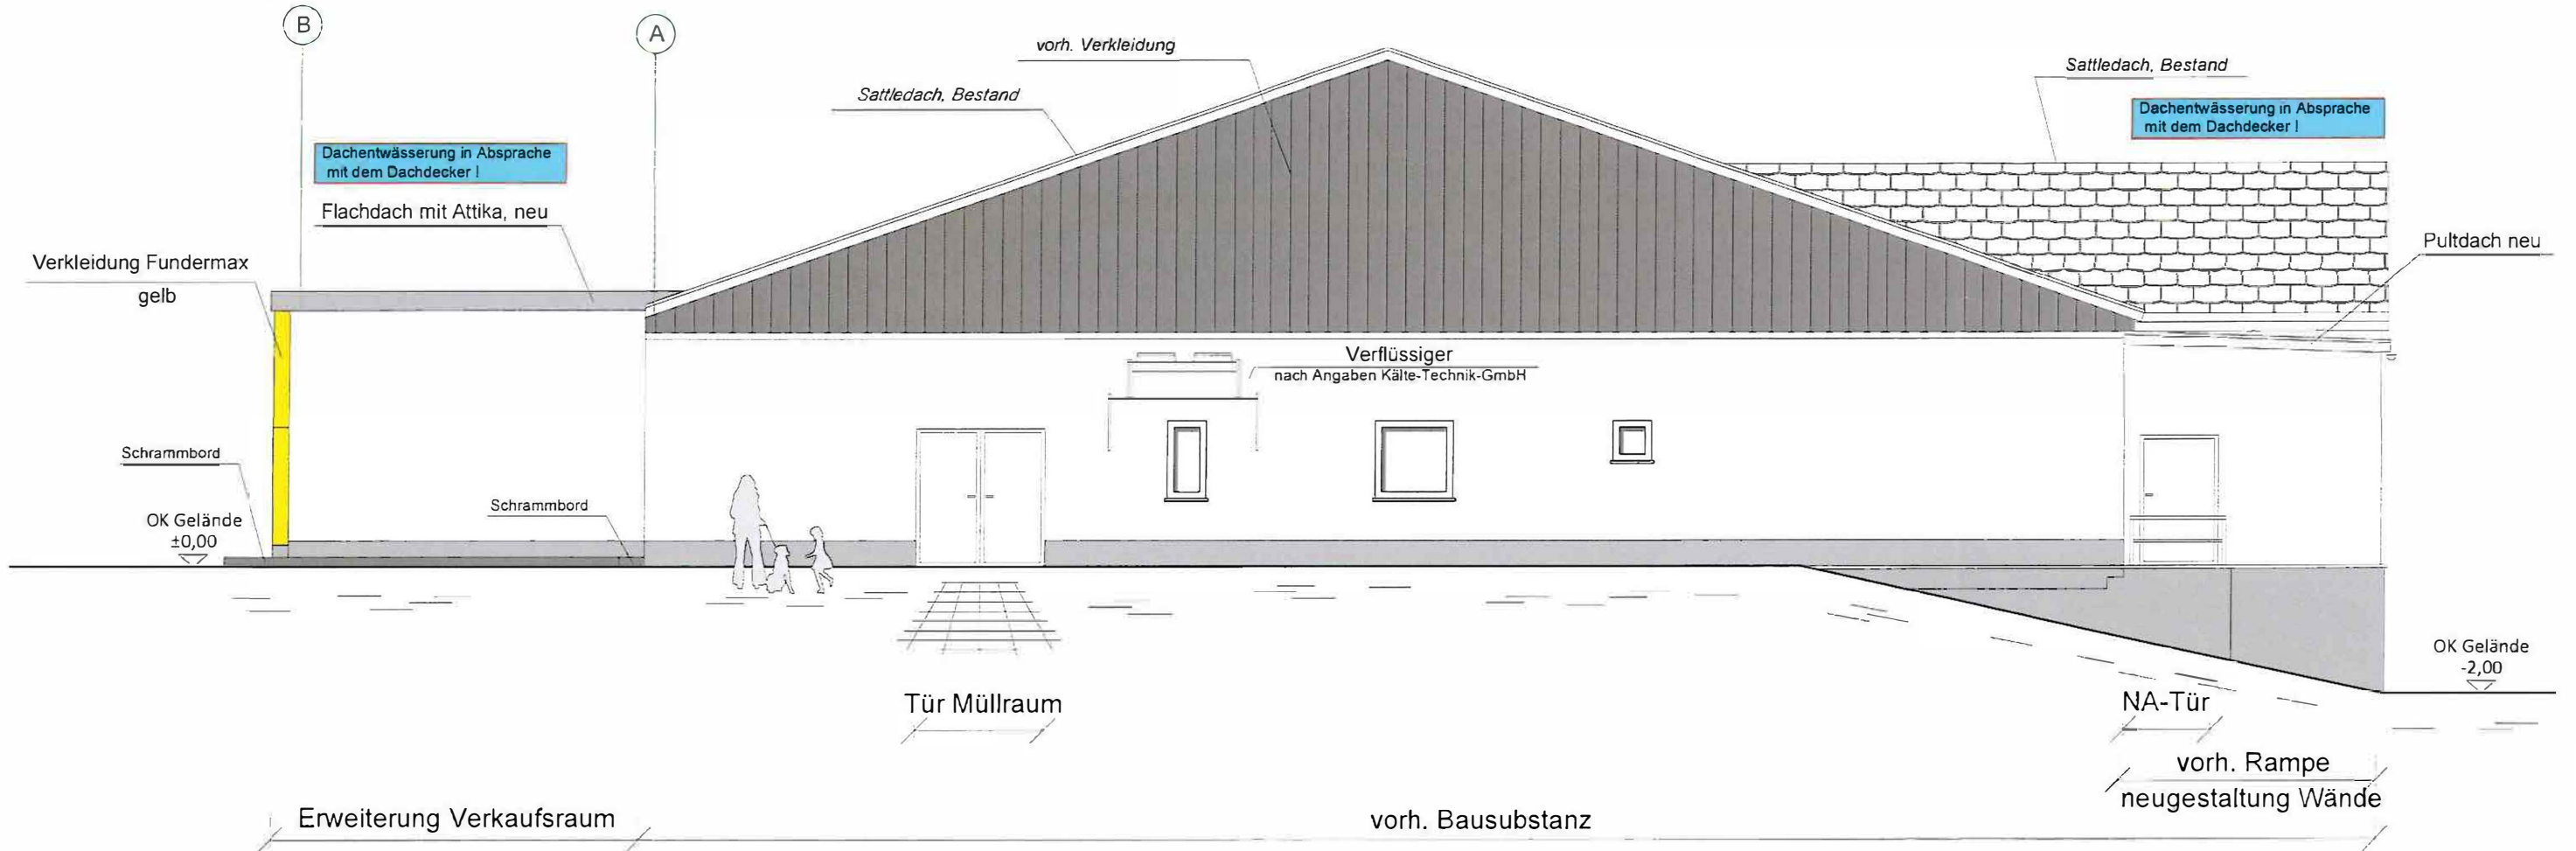 B
A
vorh. Verkleidung
Sattledach, Bestand
Sattledach, Bestand
Dachentwässerung in Absprache
mit dem Dachdecker !
Dachentwässerung in Absprache
mit dem Dachdecker !
Flachdach mit Attika, neu
Pultdach neu
Verkleidung Fundermax
gelb
Verflüssiger
nach Angaben Kälte-Technik-GmbH
Schrammbord
Schrammbord
OK Gelände
±0,00
OK Gelände
-2,00
Tür Müllraum
NA-Tür
vorh. Rampe
neugestaltung Wände
Erweiterung Verkaufsraum
vorh. Bausubstanz